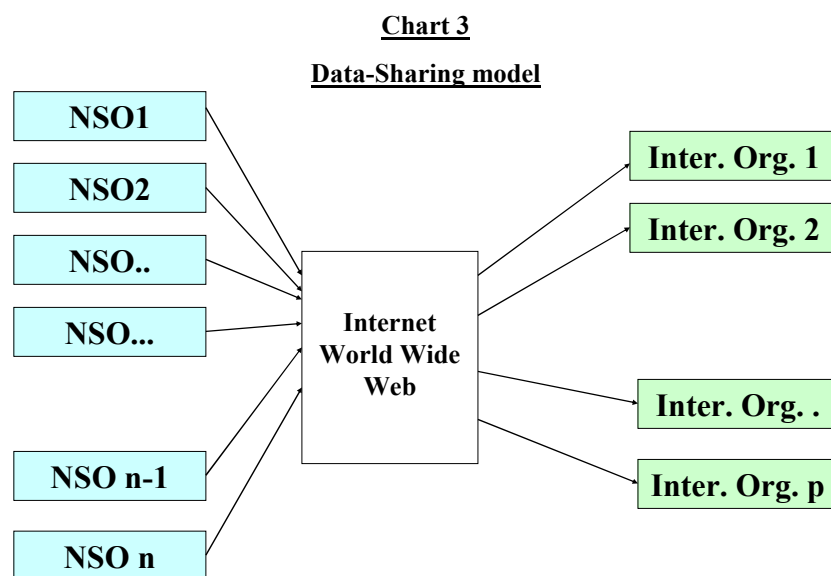 Chart 3
Data-Sharing model
NSO1
NSO2
NSO..
NSO...
NSO n-1
NSO n
Internet
World Wide
Web
Inter. Org. 1
Inter. Org. 2
Inter. Org. .
Inter. Org. p